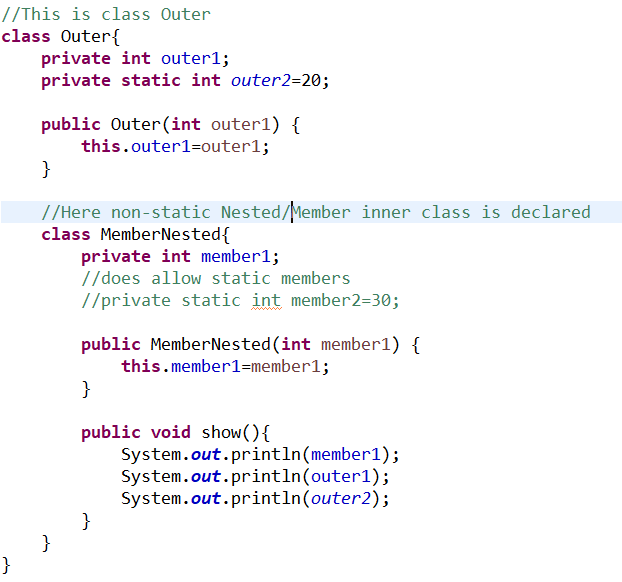 //This is class Outer
class Outer{
    private int outer1;
    private static int outer2=20;

    public Outer(int outer1) {
        this.outer1=outer1;
    }

    //Here non-static Nested/Member inner class is declared
    class MemberNested{
        private int member1;
        //does allow static members
        //private static int member2=30;

        public MemberNested(int member1) {
            this.member1=member1;
        }

        public void show(){
            System.out.println(member1);
            System.out.println(outer1);
            System.out.println(outer2);
        }
    }
}